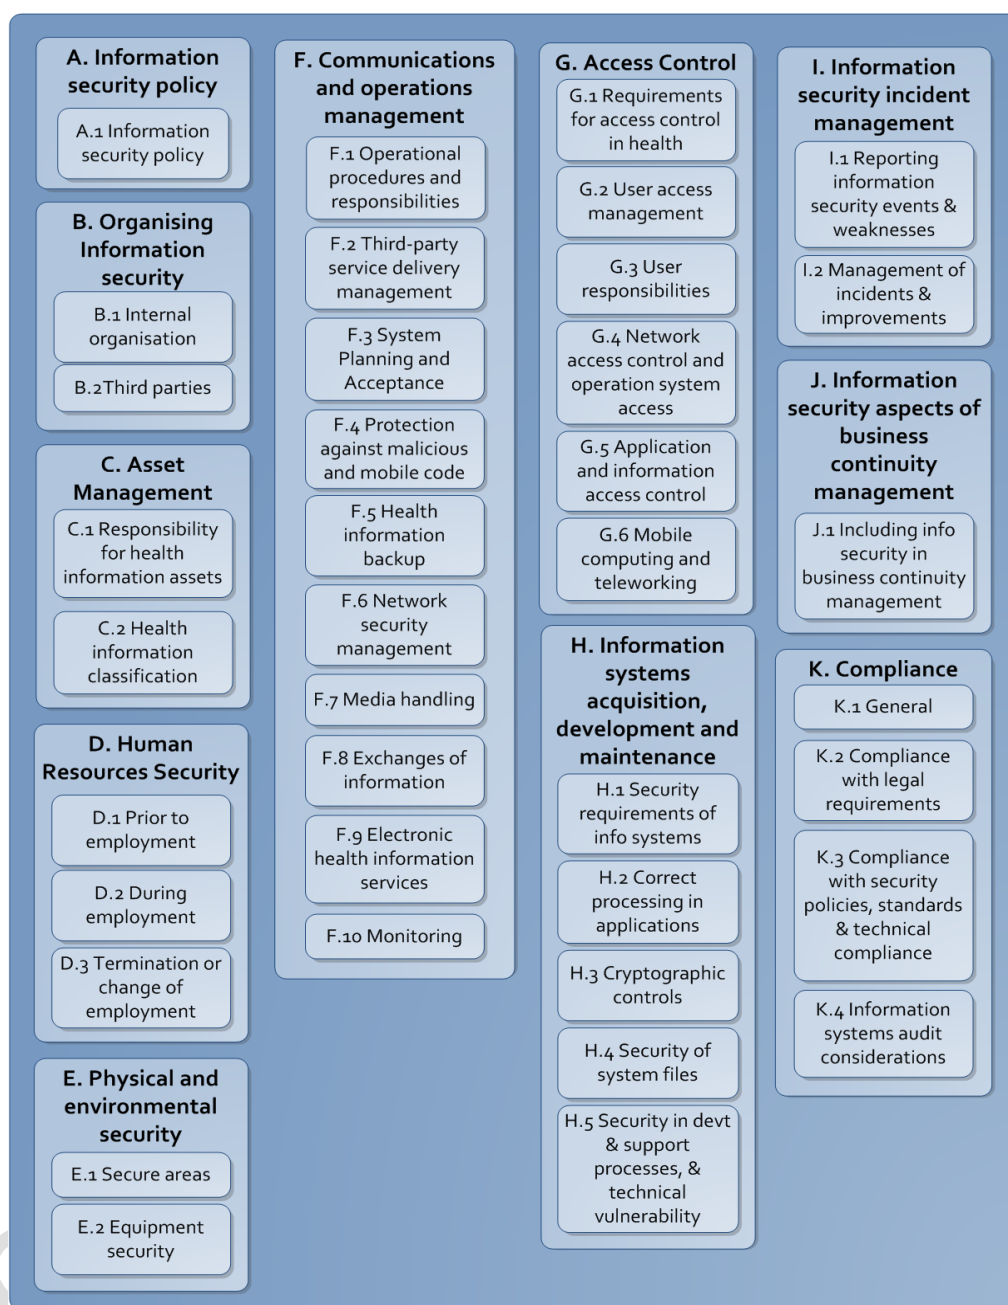 A. Information
security policy
A.1 Information
security policy
B. Organising
Information
security
B.1 Internal
organisation
B.2Third parties
C. Asset
Management
C.1 Responsibility
for health
information assets
C.2 Health
information
classification
D. Human
Resources Security
D.1 Prior to
employment
D.2 During
employment
D.3 Termination or
change of
employment
E. Physical and
environmental
security
E.1 Secure areas
E.2 Equipment
security
F. Communications
and operations
management
F.1 Operational
procedures and
responsibilities
F.2 Third-party
service delivery
management
F.3 System
Planning and
Acceptance
F.4 Protection
against malicious
and mobile code
F.5 Health
information
backup
F.6 Network
security
management
F.7 Media handling
F.8 Exchanges of
information
F.9 Electronic
health information
services
F.10 Monitoring
G. Access Control
G.1 Requirements
for access control
in health
G.2 User access
management
G.3 User
responsibilities
G.4 Network
access control and
operation system
access
G.5 Application
and information
access control
G.6 Mobile
computing and
teleworking
H. Information
systems
acquisition,
development and
maintenance
H.1 Security
requirements of
info systems
H.2 Correct
processing in
applications
H.3 Cryptographic
controls
H.4 Security of
system files
H.5 Security in devt
& support
processes, &
technical
vulnerability
I. Information
security incident
management
I.1 Reporting
information
security events &
weaknesses
I.2 Management of
incidents &
improvements
J. Information
security aspects of
business
continuity
management
J.1 Including info
security in
business continuity
management
K. Compliance
K.1 General
K.2 Compliance
with legal
requirements
K.3 Compliance
with security
policies, standards
& technical
compliance
K.4 Information
systems audit
considerations